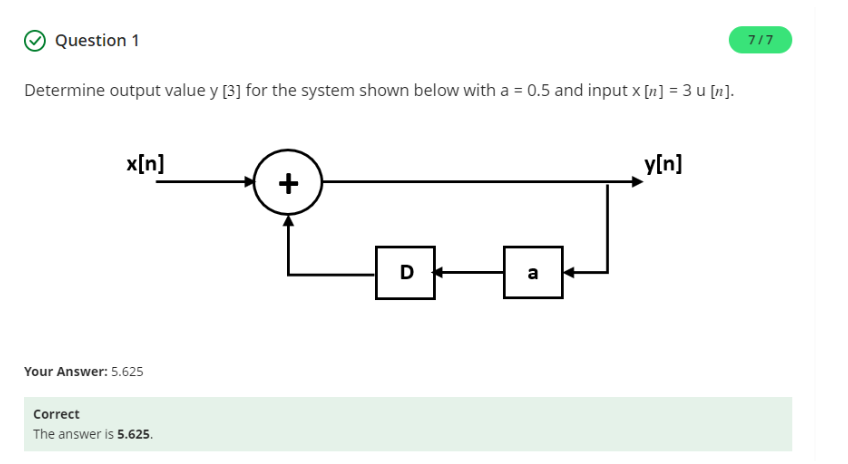 Question 1
7/7
Determine output value y [3] for the system shown below with a = 0.5 and input x [n] = 3 u [n].
x[n]
y[n]
+
D
a
Your Answer: 5.625
Correct
The answer is 5.625.